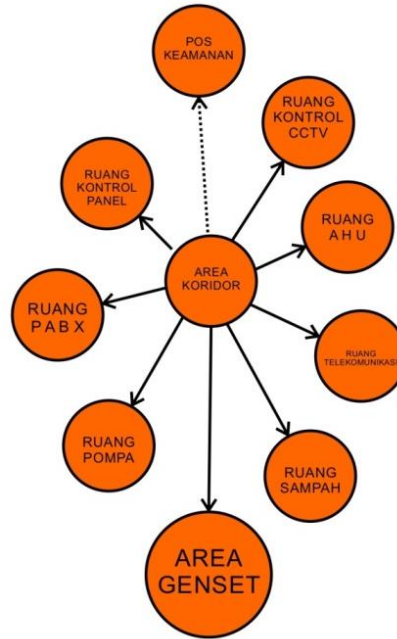 POS
KEAMANAN
RUANG
KONTROL
CCTV
RUANG
KONTROL
PANEL
RUANG
A H U
AREA
KORIDOR
RUANG
P A B X
RUANG
TELEKOMUNIKASI
RUANG
POMPA
RUANG
SAMPAH
AREA
GENSET